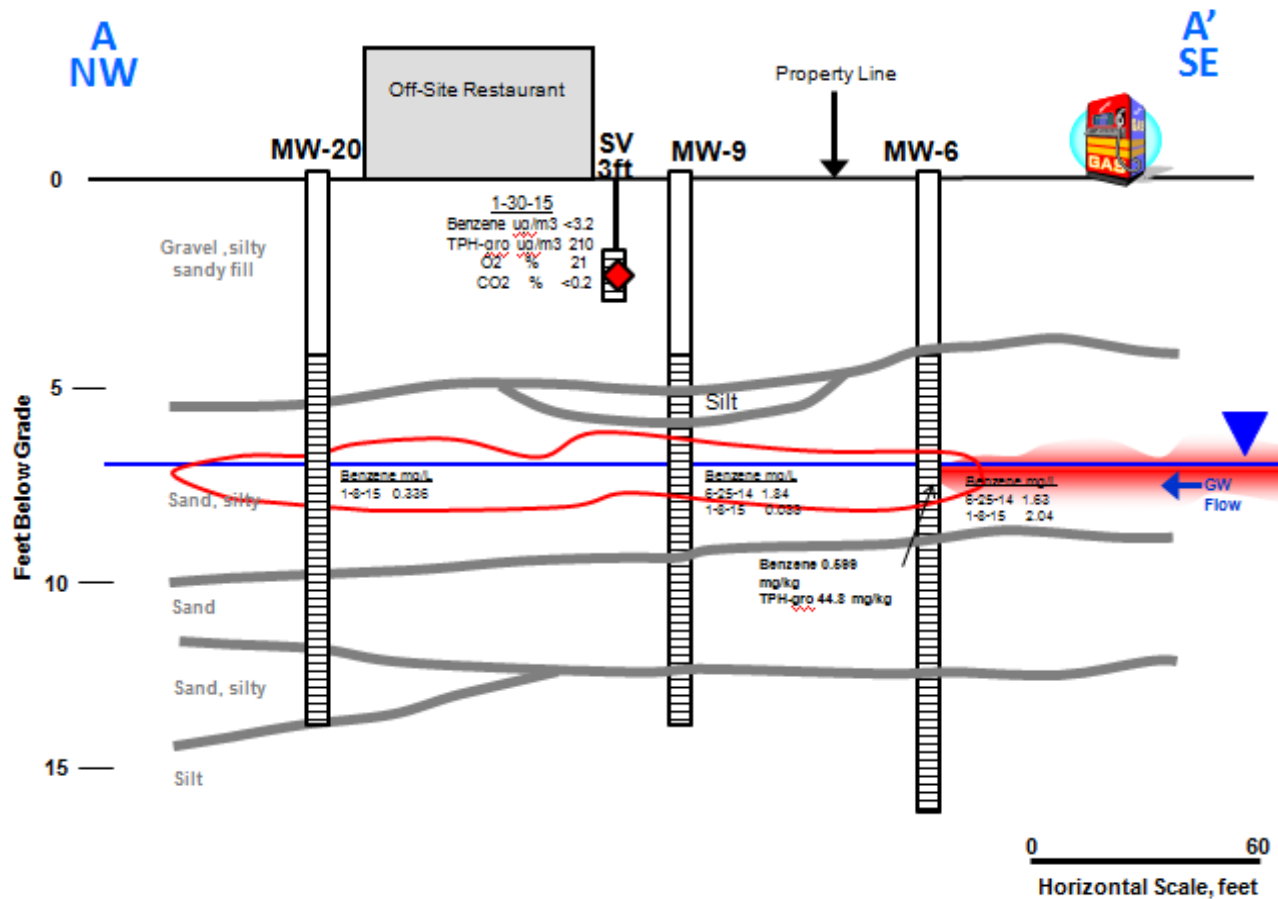 A
NW
A'
SE
Off-Site Restaurant
Property Line
MW-20
SV
3ft
MW-9
MW-6
GAS
GAS
0
1-30-15
Benzene ug/m3 <3.2
TPH-gro ug/m3 210
O2 % 21
CO2 % <0.2
Gravel ,silty
sandy fill
5
Silt
Feet Below Grade
Benzene mg/L
1-8-15 0.336
Benzene mg/L
6-25-14 1.84
1-8-15
Benzene mg/L
6-25-14 1.63
1-8-15 2.04
GW
Flow
Sand, silty
Benzene 0.599
mg/kg
TPH-gro 44.8 mg/kg
10
Sand
Sand, silty
15
Silt
0 60
Horizontal Scale, feet